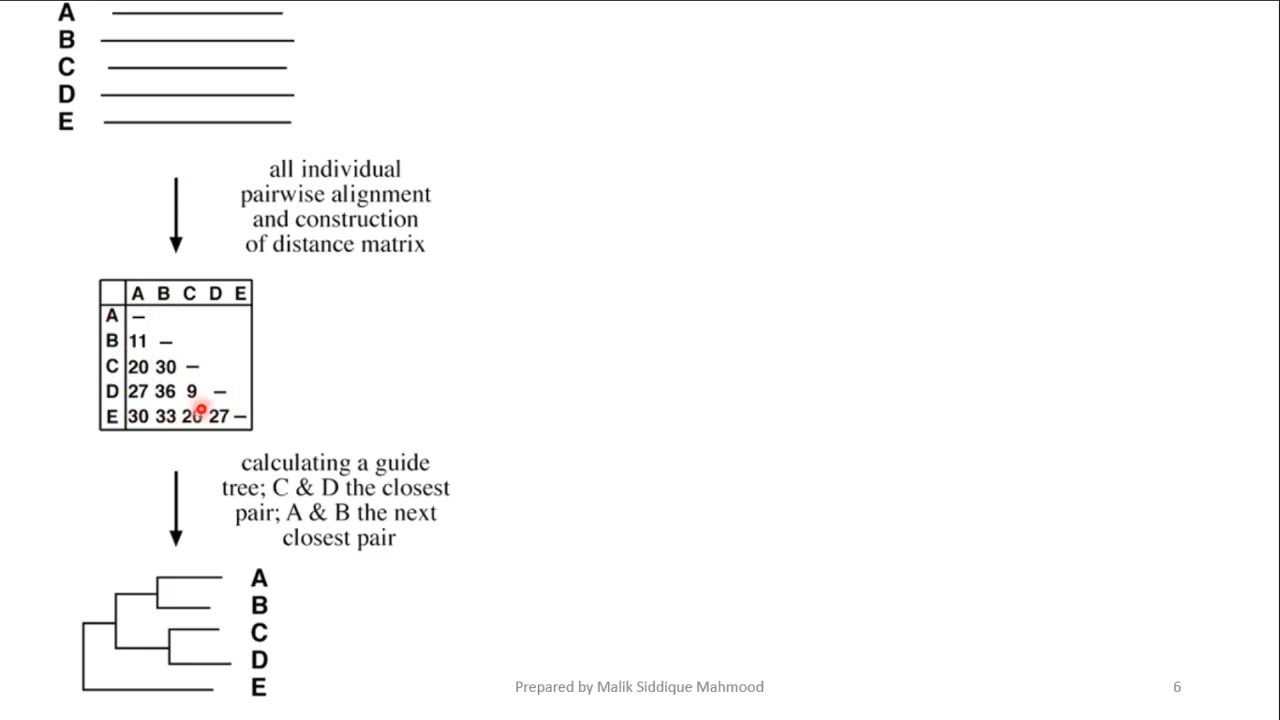 A
B
C
D
E
all individual
pairwise alignment
and construction
of distance matrix
A B C D E
A –
B 11 –
C 20 30 –
D 27 36 9 –
E 30 33 20 27 –
calculating a guide
tree; C & D the closest
pair; A & B the next
closest pair
A
B
C
D
E
Prepared by Malik Siddique Mahmood 6